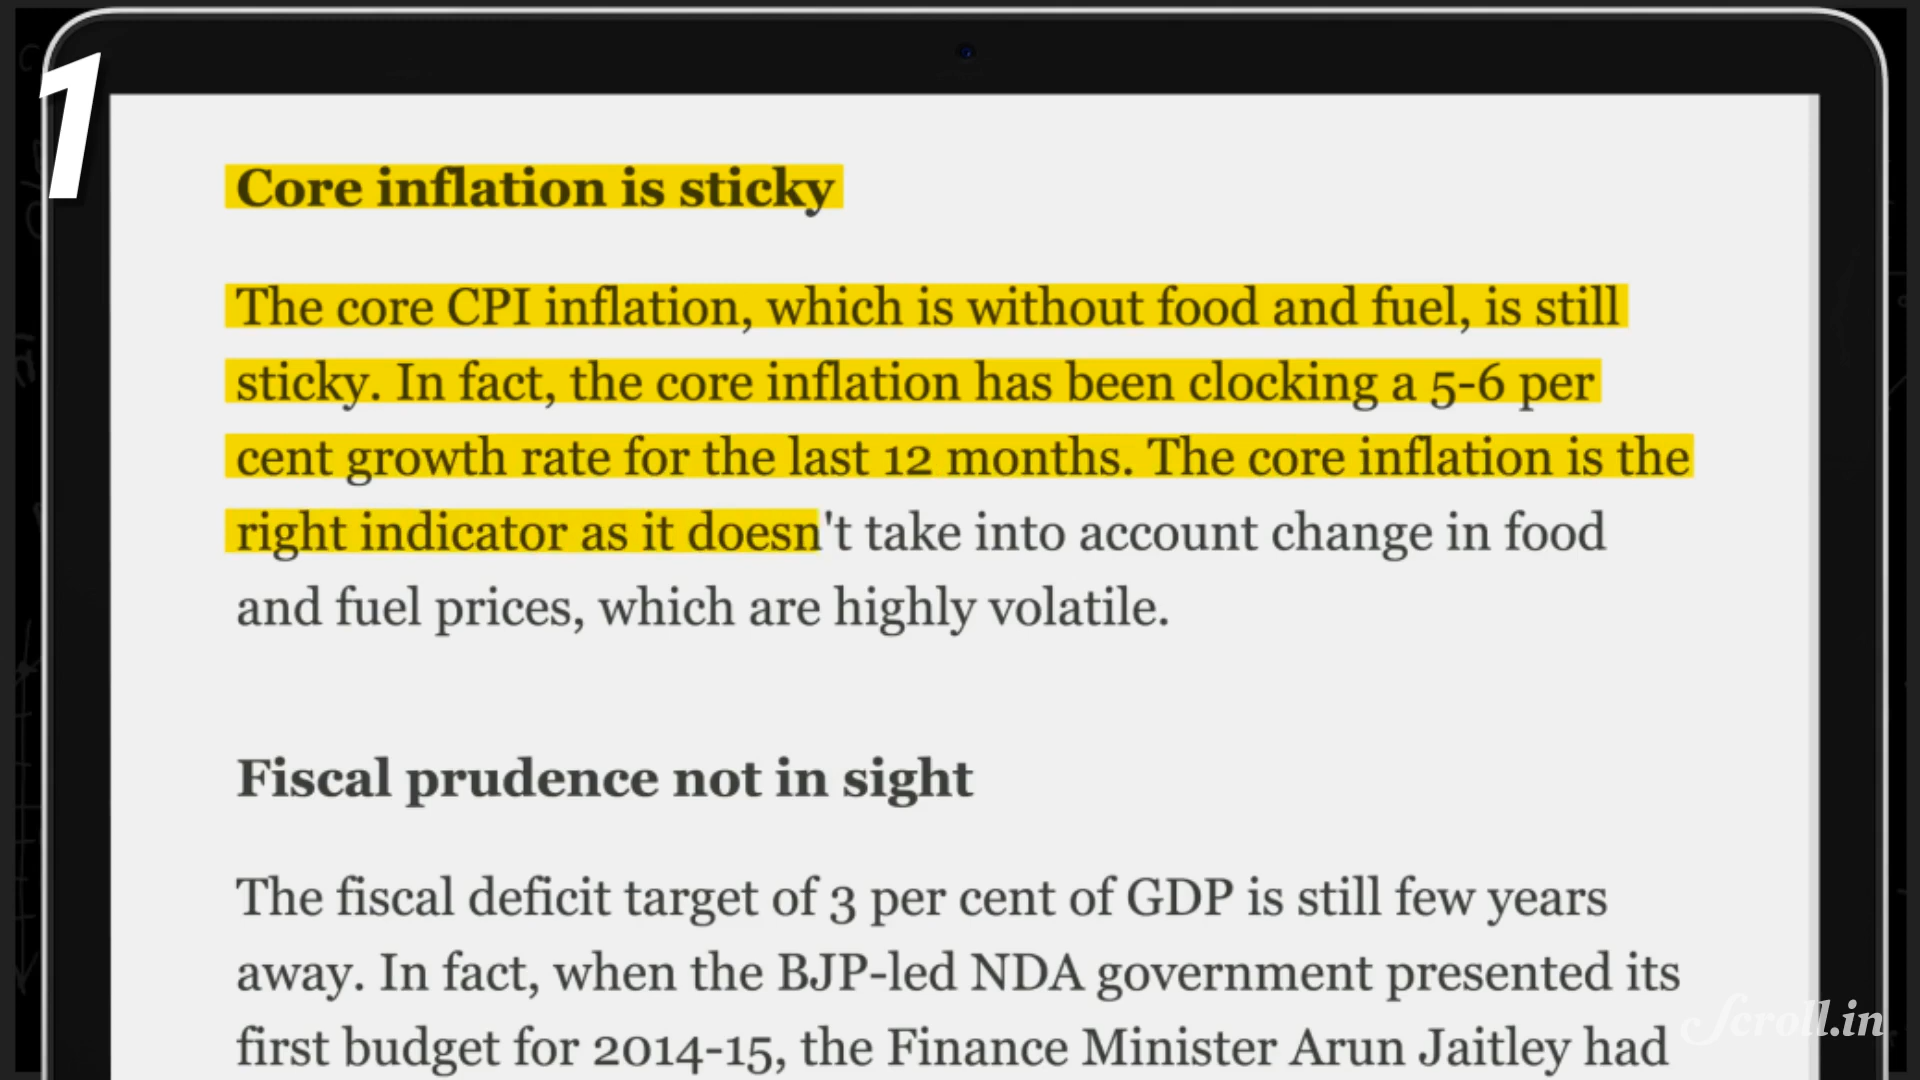 1
Core inflation is sticky
The core CPI inflation, which is without food and fuel, is still
sticky. In fact, the core inflation has been clocking a 5-6 per
cent growth rate for the last 12 months. The core inflation is the
right indicator as it doesn't take into account change in food
and fuel prices, which are highly volatile.
Fiscal prudence not in sight
The fiscal deficit target of 3 per cent of GDP is still few years
away. In fact, when the BJP-led NDA government presented its
first budget for 2014-15, the Finance Minister Arun Jaitley had
Scroll.in